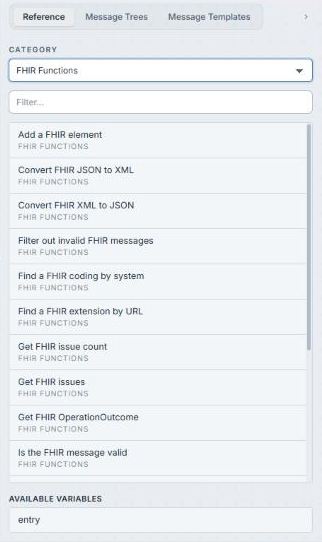 Reference Message Trees Message Templates
CATEGORY
FHIR Functions
Filter...
Add a FHIR element
FHIR FUNCTIONS
Convert FHIR JSON to XML
FHIR FUNCTIONS
Convert FHIR XML to JSON
FHIR FUNCTIONS
Filter out invalid FHIR messages
FHIR FUNCTIONS
Find a FHIR coding by system
FHIR FUNCTIONS
Find a FHIR extension by URL
FHIR FUNCTIONS
Get FHIR issue count
FHIR FUNCTIONS
Get FHIR issues
FHIR FUNCTIONS
Get FHIR OperationOutcome
FHIR FUNCTIONS
Is the FHIR message valid
FHIR FUNCTIONS
AVAILABLE VARIABLES
entry